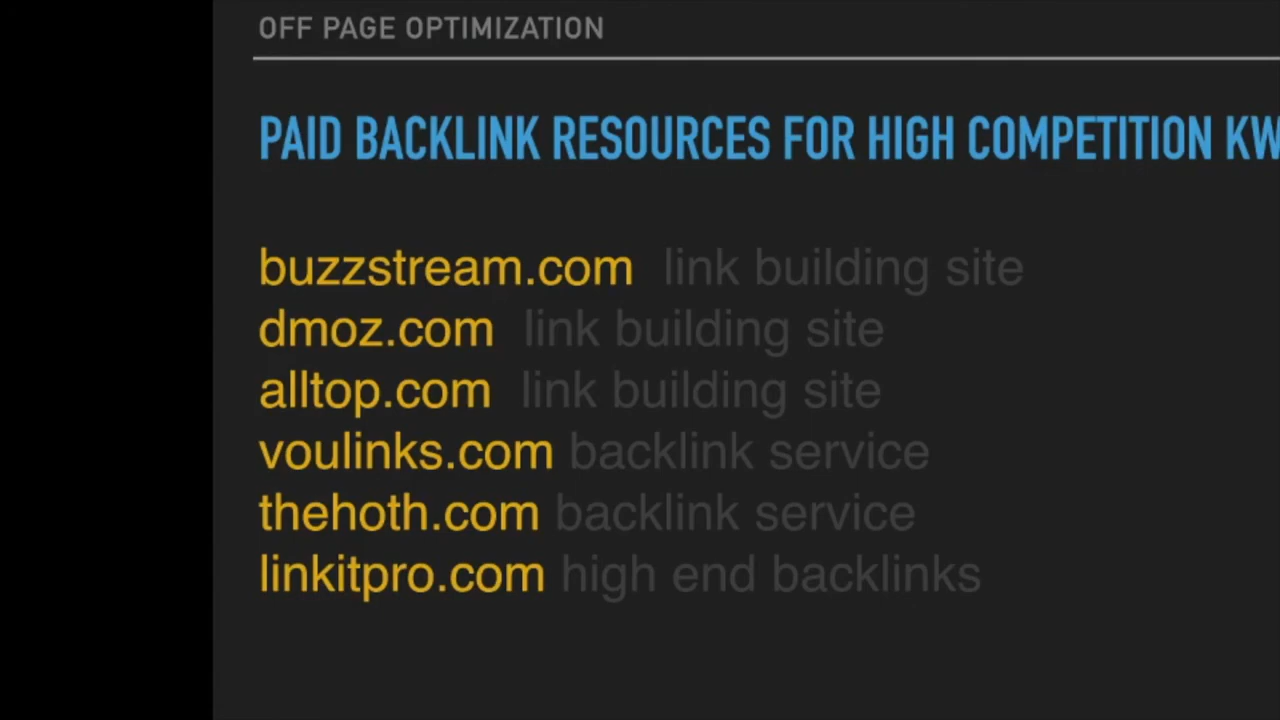 OFF PAGE OPTIMIZATION
PAID BACKLINK RESOURCES FOR HIGH COMPETITION KW
buzzstream.com link building site
dmoz.com link building site
alltop.com link building site
voulinks.com backlink service
thehoth.com backlink service
linkitpro.com high end backlinks